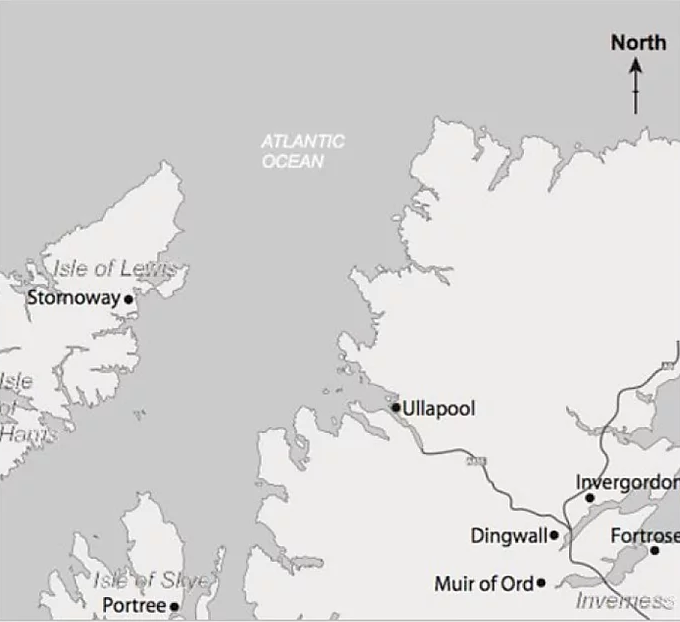 North
ATLANTIC
OCEAN
Isle of Lewis
Stornoway
Isle
of
Harris
Ullapool
Invergordon
Dingwall
Fortrose
Isle of Skye
Muir of Ord
Portree
Inverness